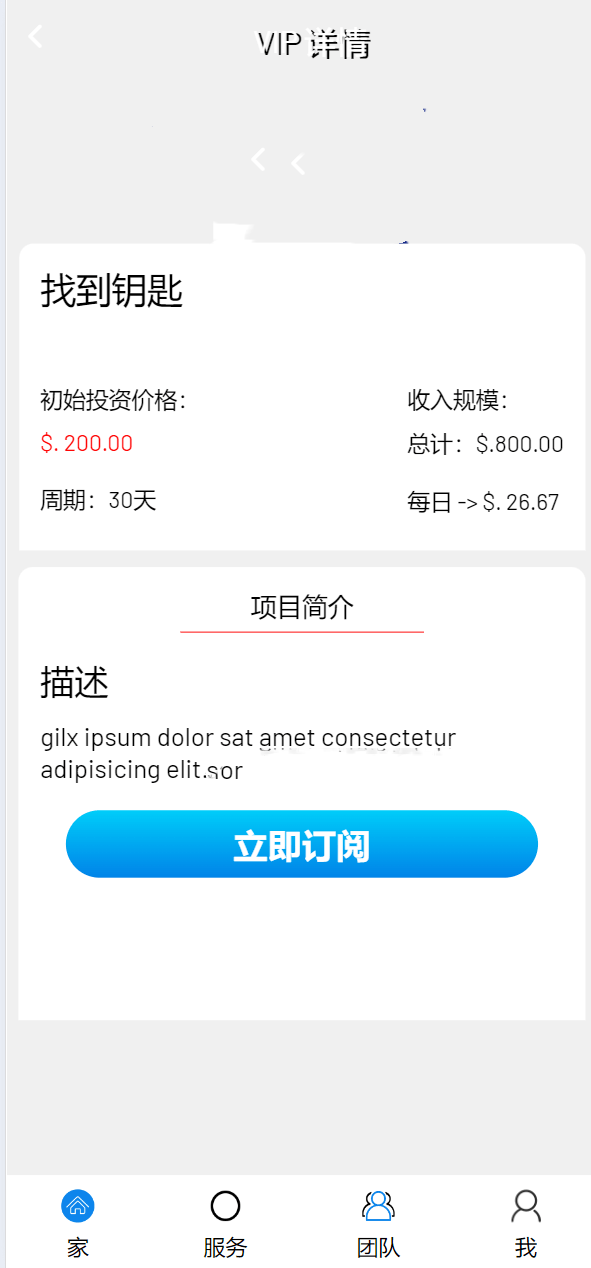 VIP 详情
找到钥匙
初始投资价格：
收入规模：
$. 200.00
总计：$.800.00
周期：30天
每日 -> $. 26.67
项目简介
描述
gilx ipsum dolor sat amet consectetur
adipisicing elit.sor
立即订阅
家
服务
团队
我